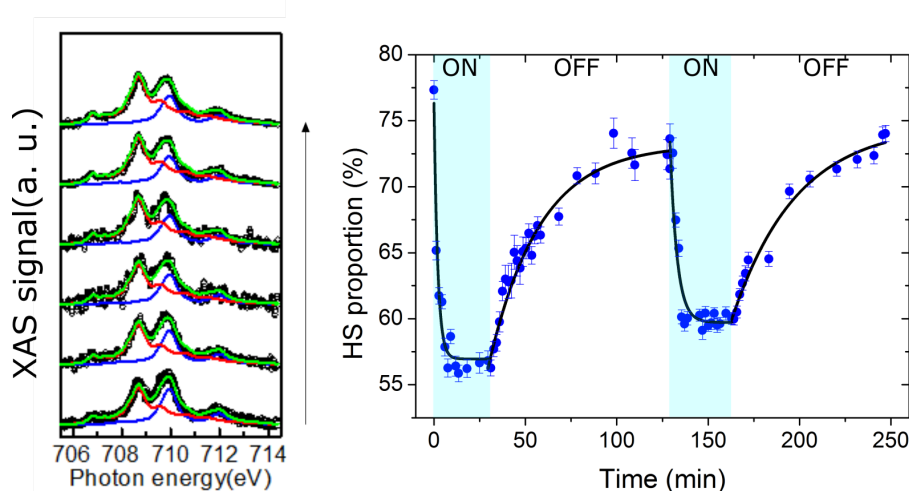 XAS signal(a. u.)
706 708 710 712 714
Photon energy(eV)
80
75
70
65
60
55
HS proportion (%)
ON OFF ON OFF
0 50 100 150 200 250
Time (min)